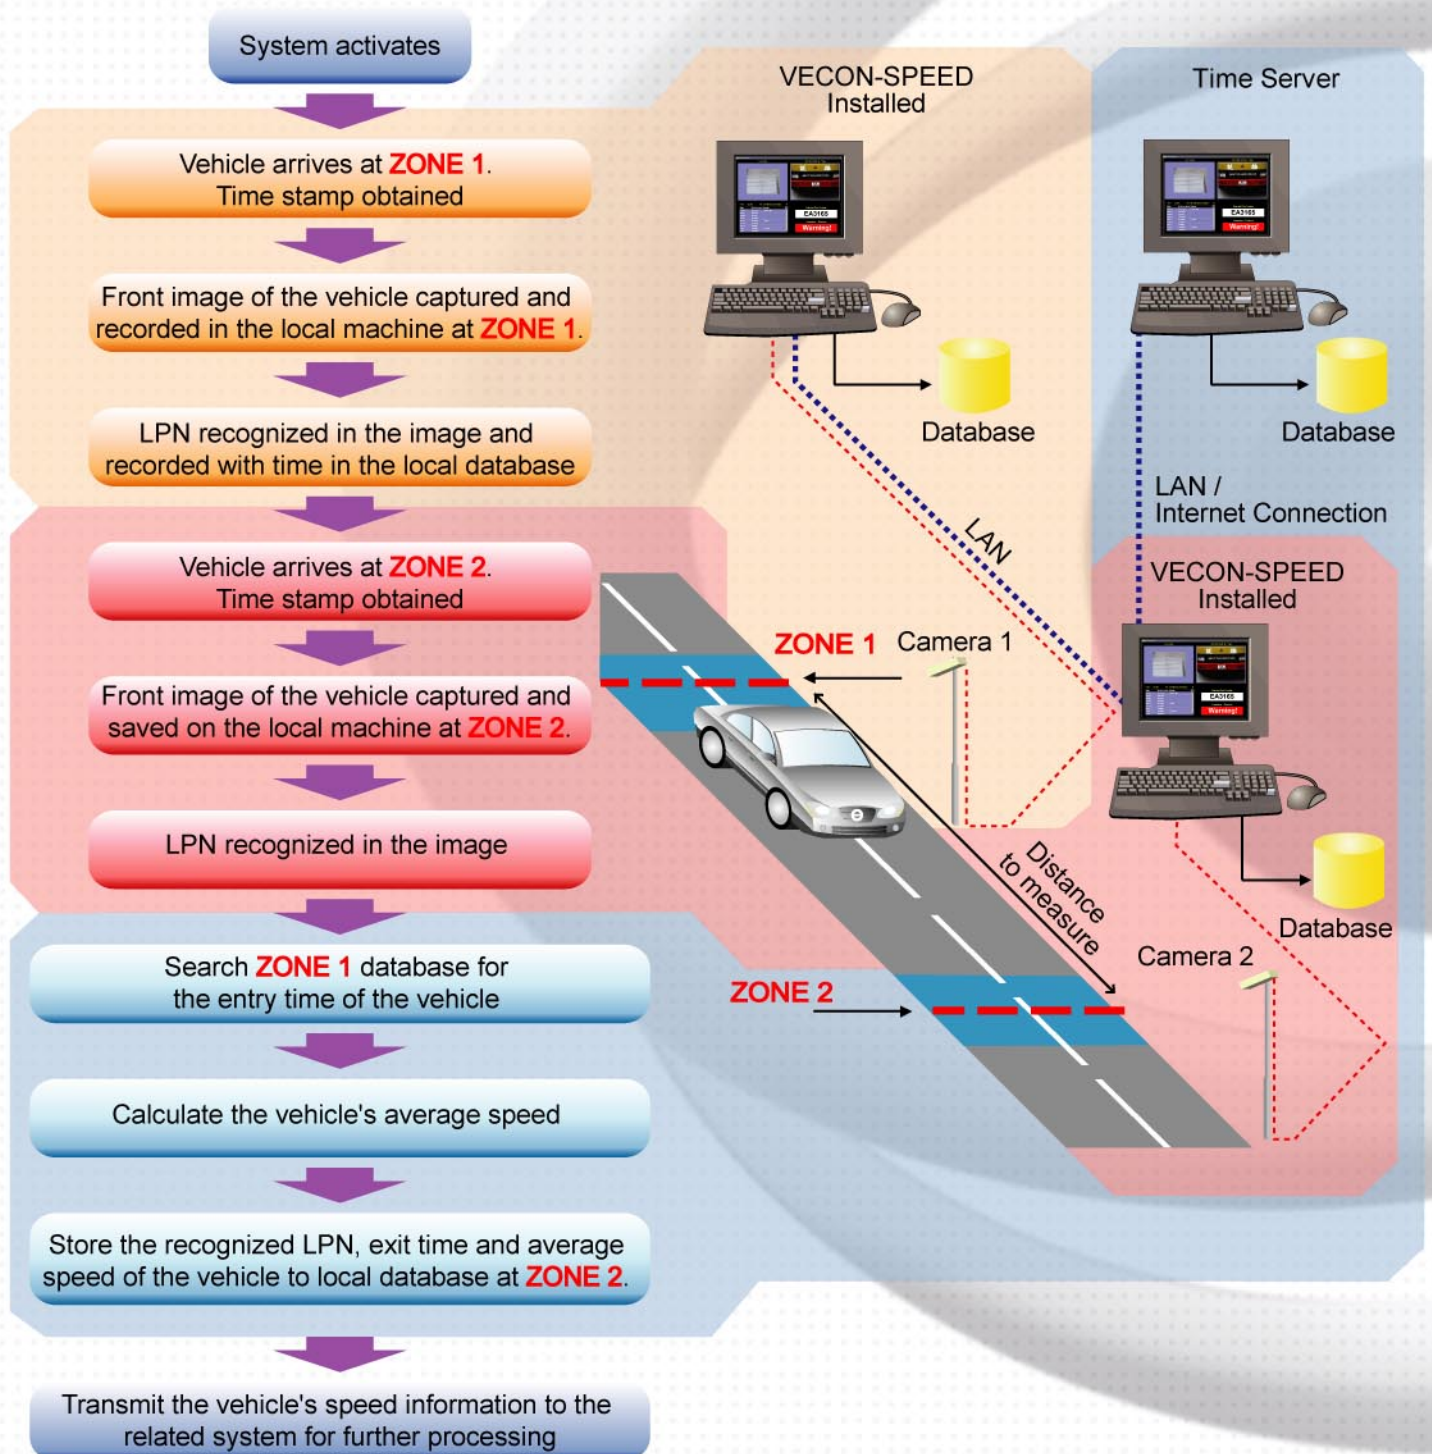 System activates
Vehicle arrives at ZONE 1.
Time stamp obtained
Front image of the vehicle captured and
recorded in the local machine at ZONE 1.
LPN recognized in the image and
recorded with time in the local database
Vehicle arrives at ZONE 2.
Time stamp obtained
Front image of the vehicle captured and
saved on the local machine at ZONE 2.
LPN recognized in the image
Search ZONE 1 database for
the entry time of the vehicle
Calculate the vehicle's average speed
Store the recognized LPN, exit time and average
speed of the vehicle to local database at ZONE 2.
Transmit the vehicle's speed information to the
related system for further processing
VECON-SPEED
Installed
EA3165
Warning!
Database
LAN
Time Server
EA3165
Warning!
Database
LAN /
Internet Connection
VECON-SPEED
Installed
EA3165
Warning!
Database
ZONE 1
Camera 1
Distance
to measure
ZONE 2
Camera 2